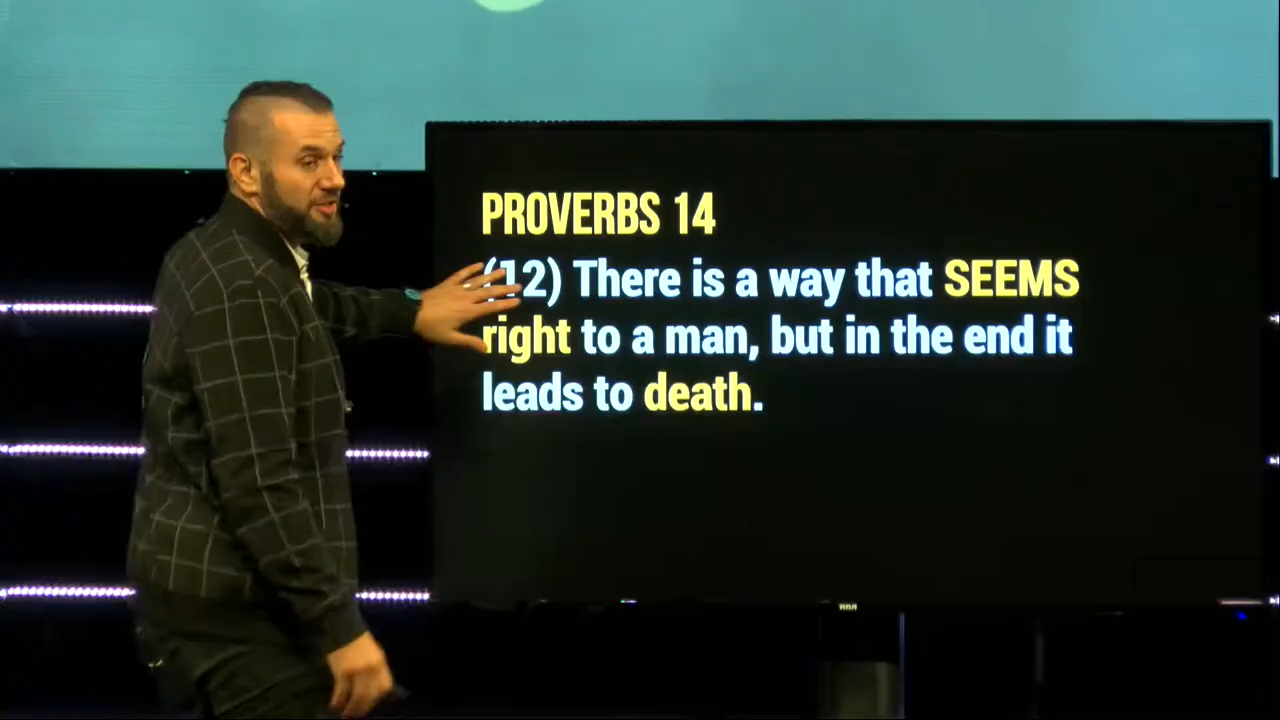 PROVERBS 14
(12) There is a way that SEEMS
right to a man, but in the end it
leads to death.
RCA